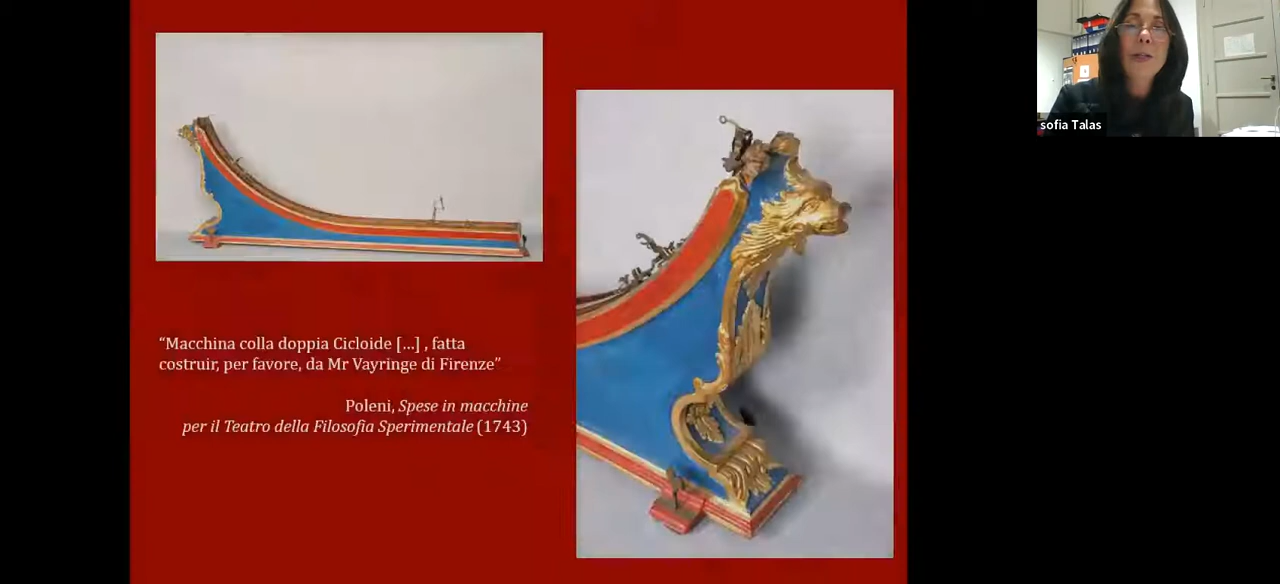 “Macchina colla doppia Cicloide [...] , fatta
costruir, per favore, da Mr Vayringe di Firenze”
Poleni, Spese in macchine
per il Teatro della Filosofia Sperimentale (1743)
sofia Talas